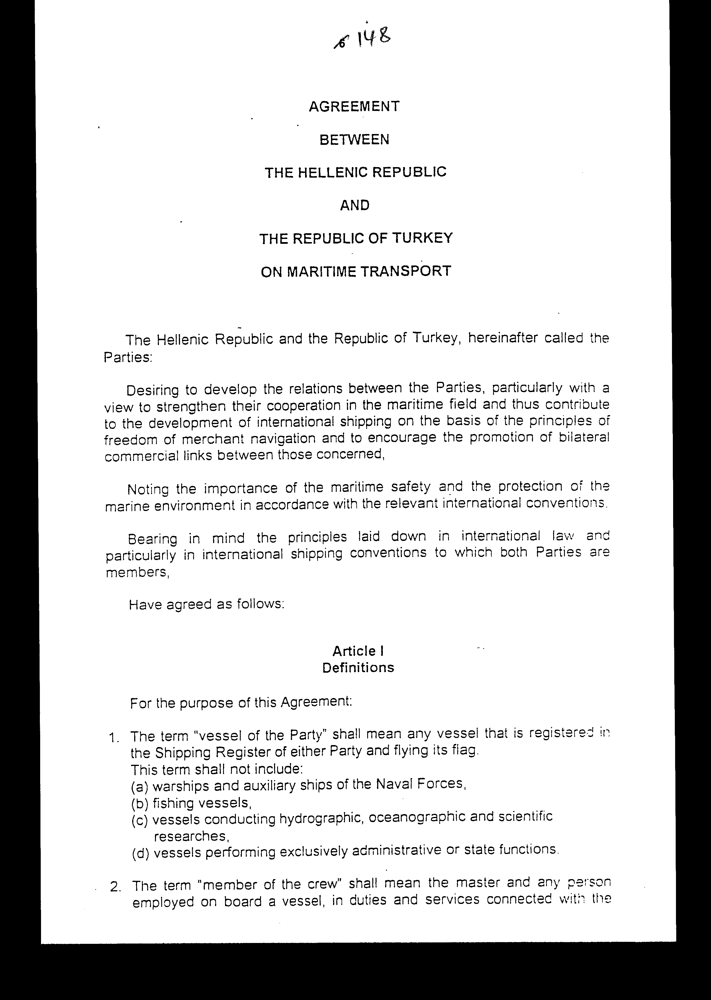 6 148
AGREEMENT
BETWEEN
THE HELLENIC REPUBLIC
AND
THE REPUBLIC OF TURKEY
ON MARITIME TRANSPORT
The Hellenic Republic and the Republic of Turkey, hereinafter called the
Parties:
Desiring to develop the relations between the Parties, particularly with a
view to strengthen their cooperation in the maritime field and thus contribute
to the development of international shipping on the basis of the principles of
freedom of merchant navigation and to encourage the promotion of bilateral
commercial links between those concerned,
Noting the importance of the maritime safety and the protection of the
marine environment in accordance with the relevant international conventions.
Bearing in mind the principles laid down in international law and
particularly in international shipping conventions to which both Parties are
members,
Have agreed as follows:
Article I
Definitions
For the purpose of this Agreement:
1. The term "vessel of the Party" shall mean any vessel that is registered in
the Shipping Register of either Party and flying its flag.
This term shall not include:
(a) warships and auxiliary ships of the Naval Forces,
(b) fishing vessels,
(c) vessels conducting hydrographic, oceanographic and scientific
researches,
(d) vessels performing exclusively administrative or state functions.
2. The term "member of the crew" shall mean the master and any person
employed on board a vessel, in duties and services connected with the